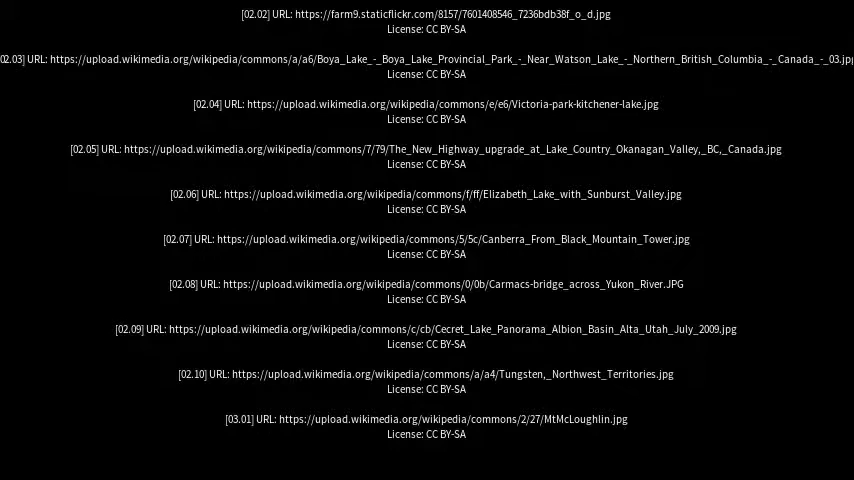 [02.02] URL: https://farm9.staticflickr.com/8157/7601408546_7236bdb38f_o_d.jpg
License: CC BY-SA
02.03] URL: https://upload.wikimedia.org/wikipedia/commons/a/a6/Boya_Lake_-_Boya_Lake_Provincial_Park_-_Near_Watson_Lake_-_Northern_British_Columbia_-_Canada_-_03.jpg
License: CC BY-SA
[02.04] URL: https://upload.wikimedia.org/wikipedia/commons/e/e6/Victoria-park-kitchener-lake.jpg
License: CC BY-SA
[02.05] URL: https://upload.wikimedia.org/wikipedia/commons/7/79/The_New_Highway_upgrade_at_Lake_Country_Okanagan_Valley,_BC,_Canada.jpg
License: CC BY-SA
[02.06] URL: https://upload.wikimedia.org/wikipedia/commons/f/ff/Elizabeth_Lake_with_Sunburst_Valley.jpg
License: CC BY-SA
[02.07] URL: https://upload.wikimedia.org/wikipedia/commons/5/5c/Canberra_From_Black_Mountain_Tower.jpg
License: CC BY-SA
[02.08] URL: https://upload.wikimedia.org/wikipedia/commons/0/0b/Carmacs-bridge_across_Yukon_River.JPG
License: CC BY-SA
[02.09] URL: https://upload.wikimedia.org/wikipedia/commons/c/cb/Cecret_Lake_Panorama_Albion_Basin_Alta_Utah_July_2009.jpg
License: CC BY-SA
[02.10] URL: https://upload.wikimedia.org/wikipedia/commons/a/a4/Tungsten,_Northwest_Territories.jpg
License: CC BY-SA
[03.01] URL: https://upload.wikimedia.org/wikipedia/commons/2/27/MtMcLoughlin.jpg
License: CC BY-SA